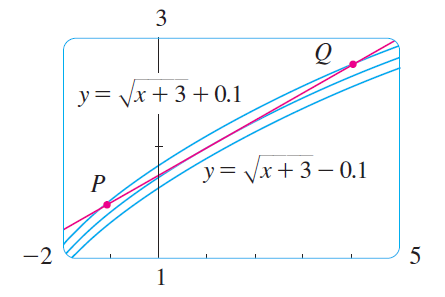 3
Q
y = √x + 3 + 0.1
y = √x + 3 – 0.1
P
–2
5
1